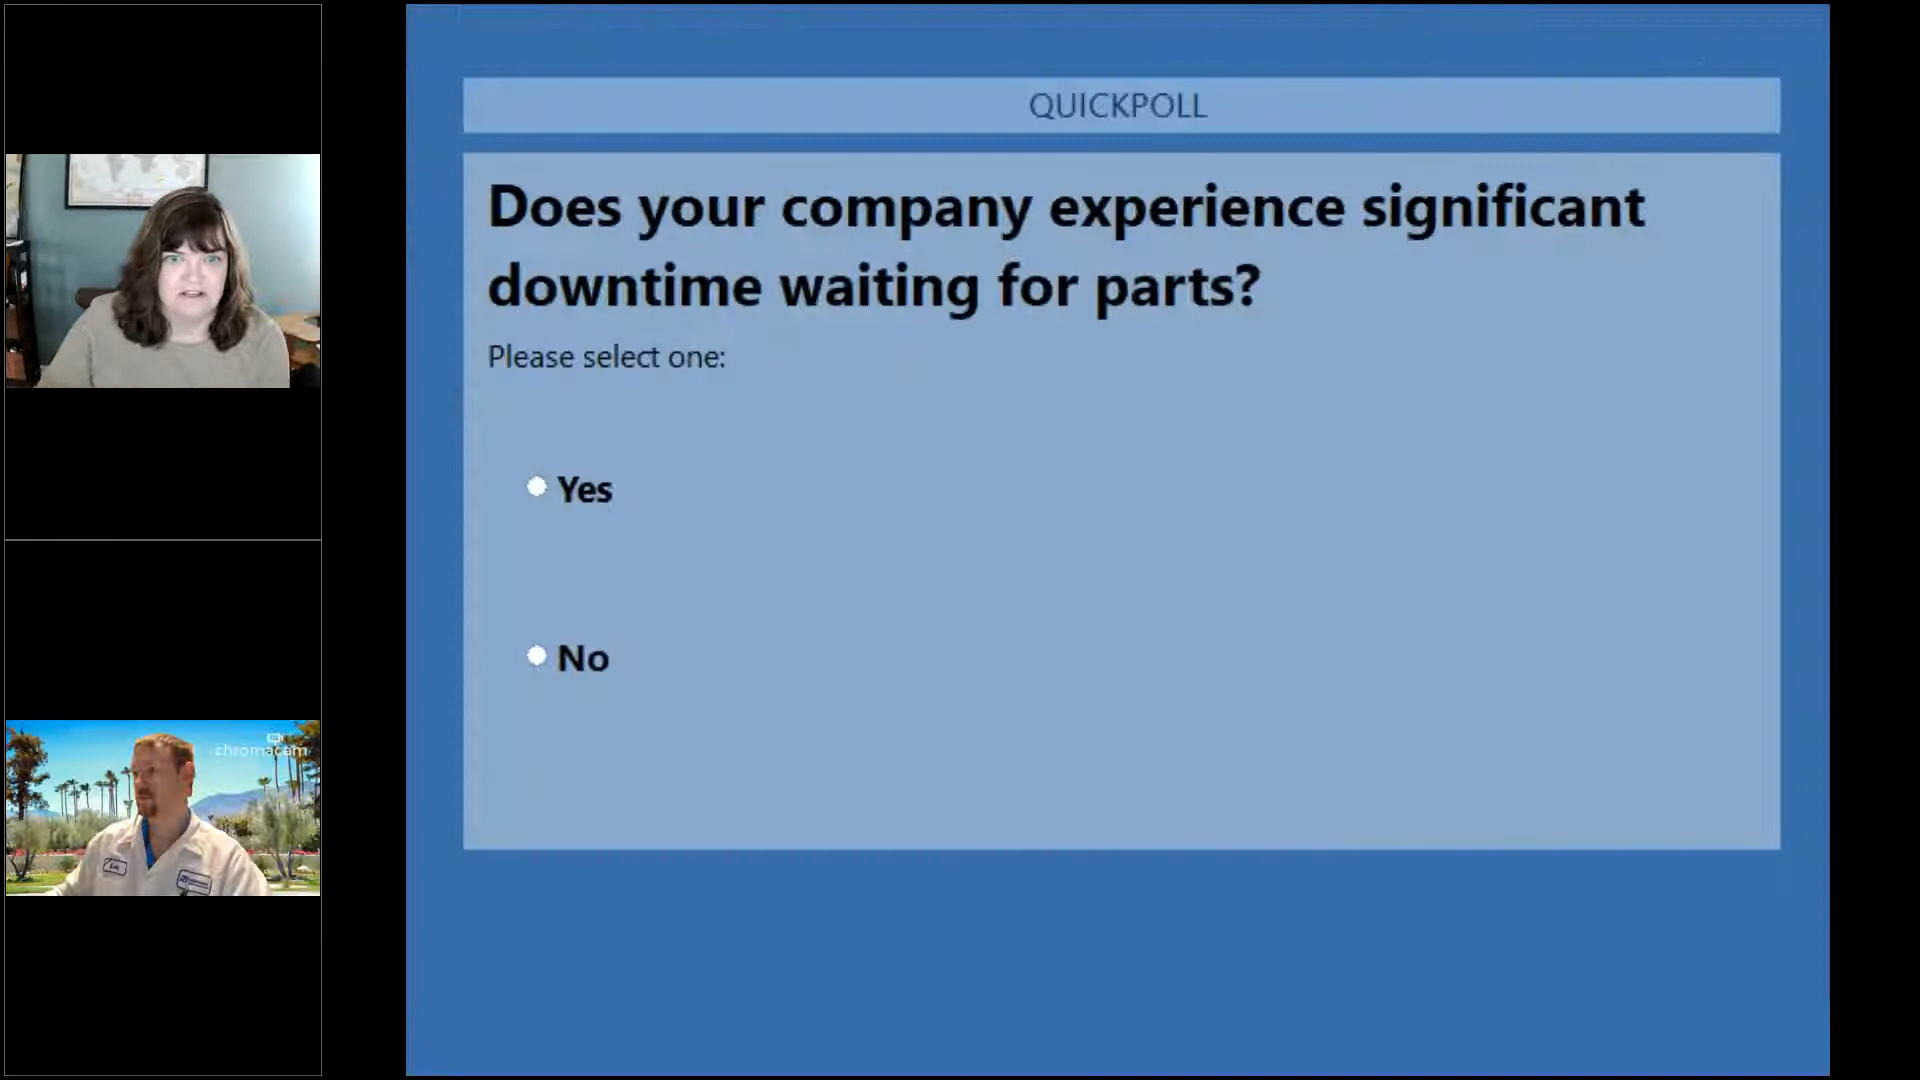 QUICKPOLL
Does your company experience significant
downtime waiting for parts?
Please select one:
Yes
No
chromacam